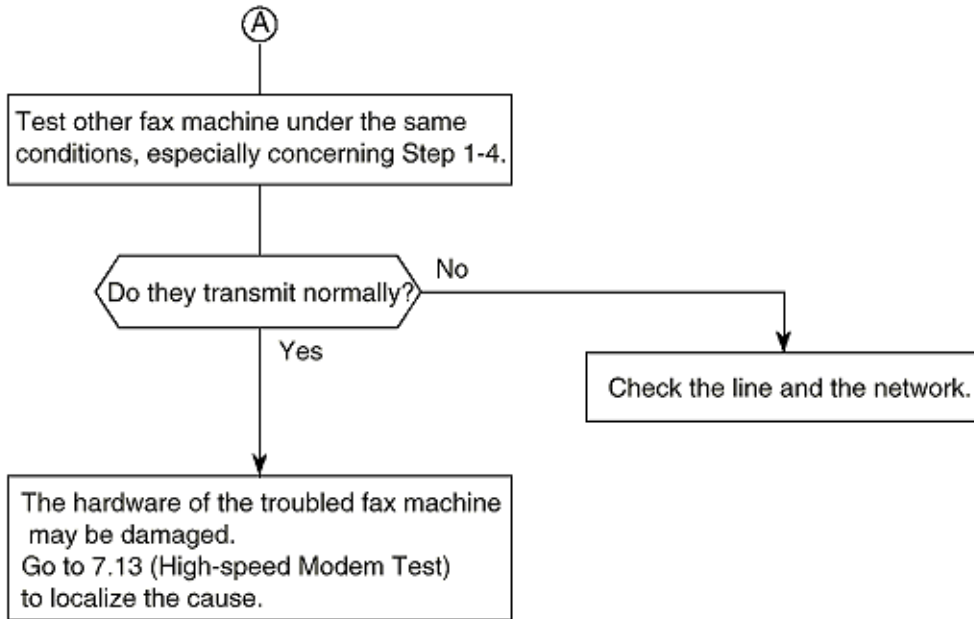 A
Test other fax machine under the same
conditions, especially concerning Step 1-4.
Do they transmit normally?
No
Yes
Check the line and the network.
The hardware of the troubled fax machine
may be damaged.
Go to 7.13 (High-speed Modem Test)
to localize the cause.